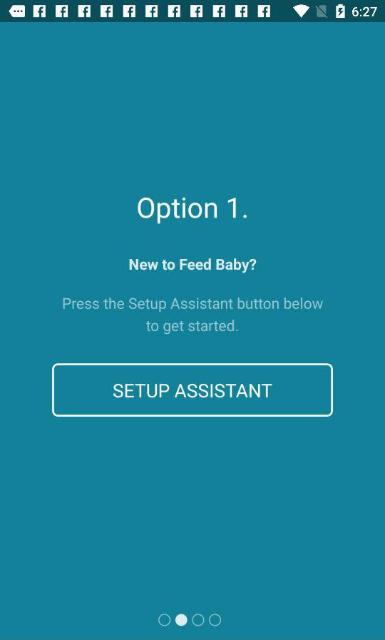 6:27
Option 1.
New to Feed Baby?
Press the Setup Assistant button below
to get started.
SETUP ASSISTANT